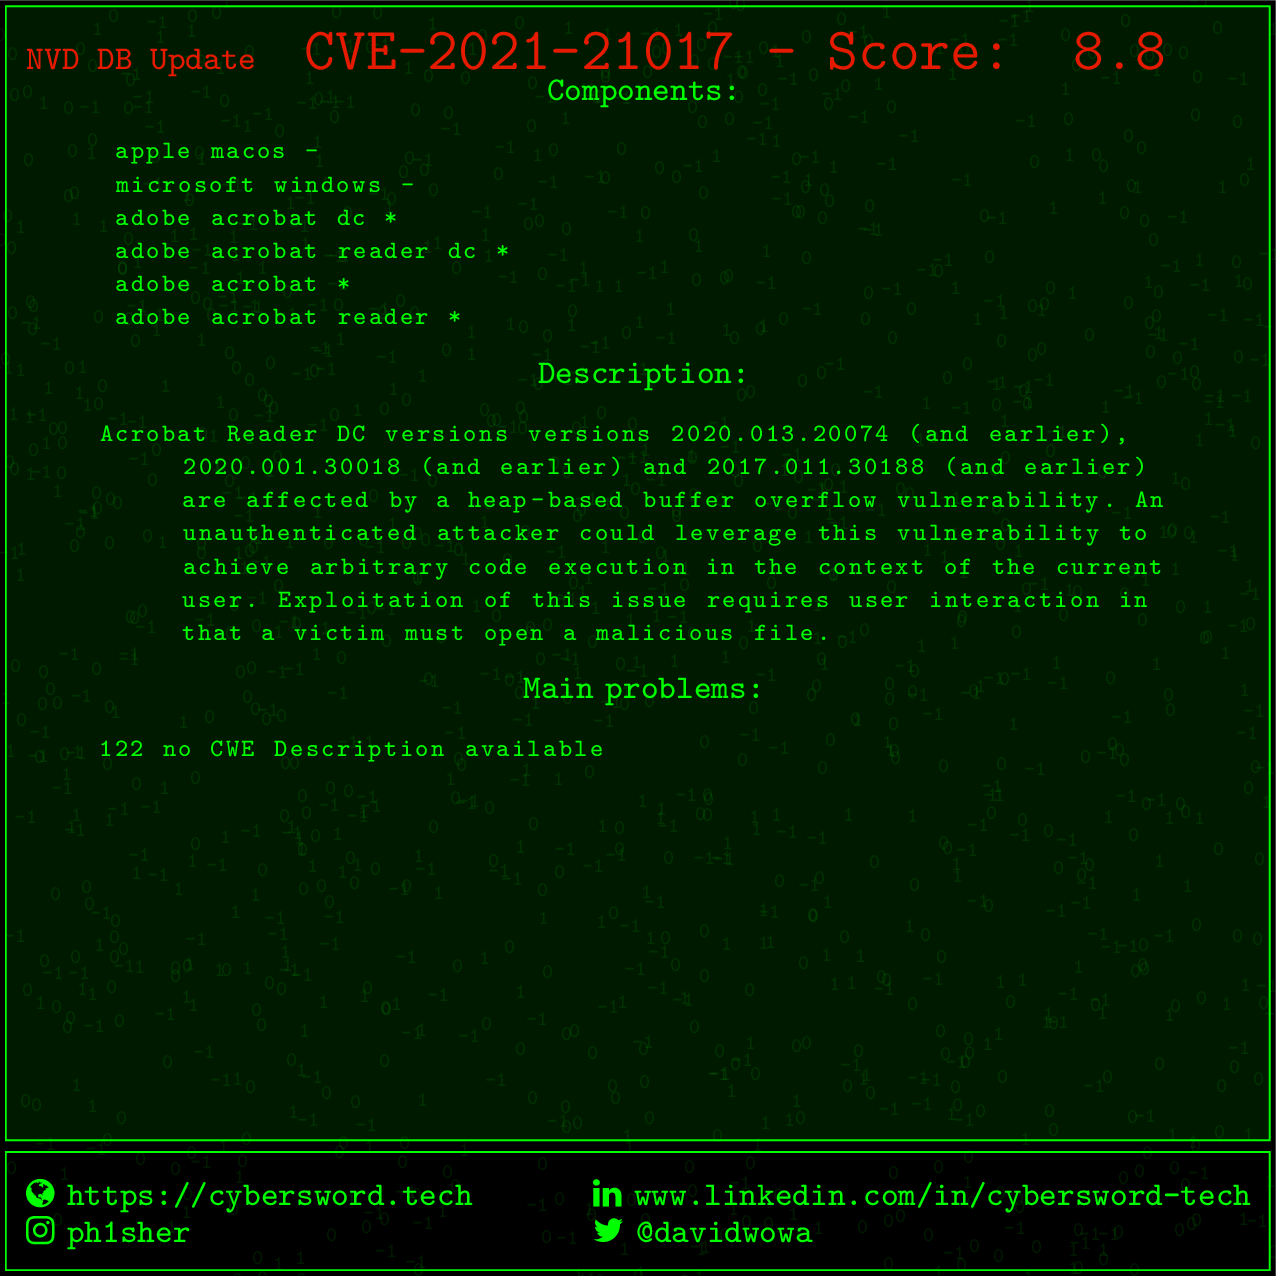 NVD DB Update CVE-2021-21017 - Score: 8.8
Components:
apple macos -
microsoft windows -
adobe acrobat dc *
adobe acrobat reader dc *
adobe acrobat *
adobe acrobat reader *
Description:
Acrobat Reader DC versions versions 2020.013.20074 (and earlier),
2020.001.30018 (and earlier) and 2017.011.30188 (and earlier)
are affected by a heap-based buffer overflow vulnerability. An
unauthenticated attacker could leverage this vulnerability to
achieve arbitrary code execution in the context of the current
user. Exploitation of this issue requires user interaction in
that a victim must open a malicious file.
Main problems:
122 no CWE Description available
https://cybersword.tech
www.linkedin.com/in/cybersword-tech
ph1sher
@davidwowa